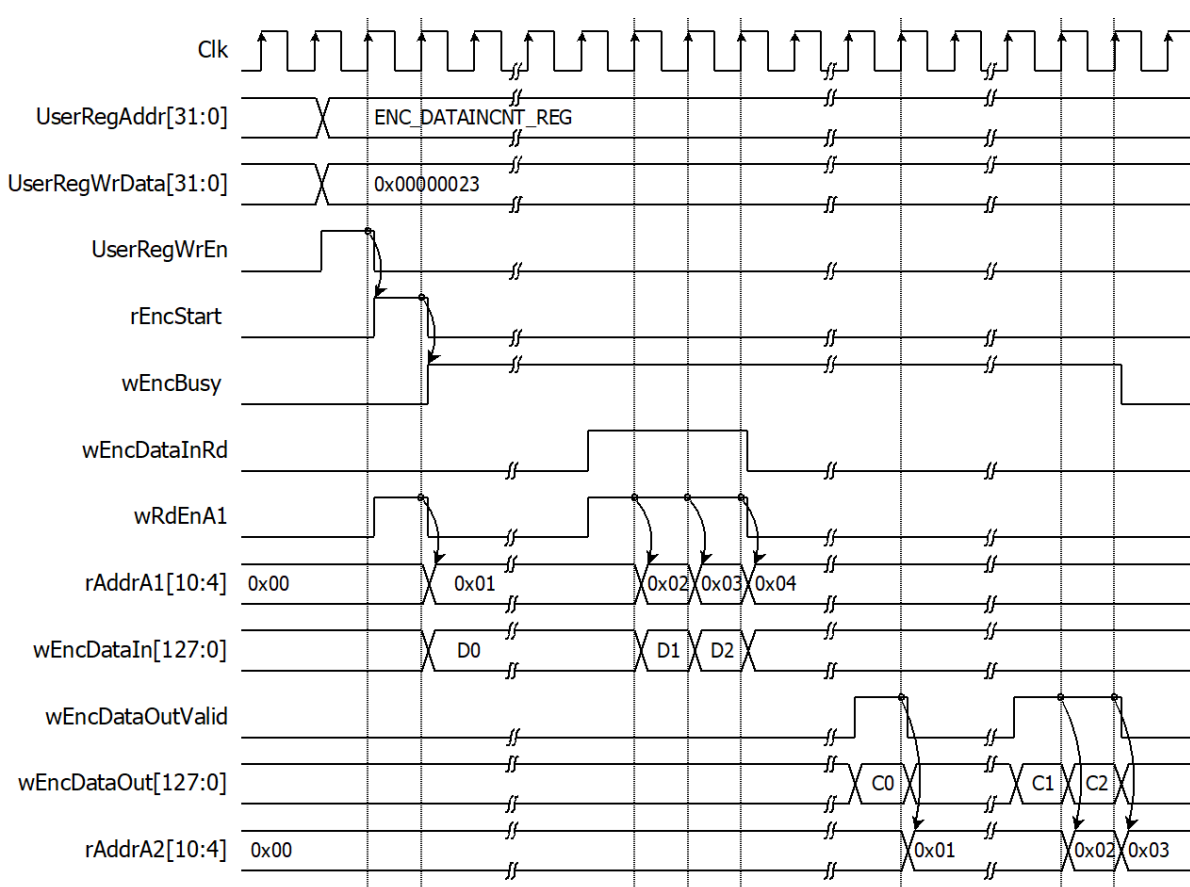 Clk
UserRegAddr[31:0] ENC_DATAINCNT_REG
UserRegWrData[31:0] 0x00000023
UserRegWrEn
rEncStart
wEncBusy
wEncDataInRd
wRdEnA1
rAddrA1[10:4] 0x00 0x01 0x02 0x03 0x04
wEncDataIn[127:0] D0 D1 D2
wEncDataOutValid
wEncDataOut[127:0] C0 C1 C2
rAddrA2[10:4] 0x00 0x01 0x02 0x03